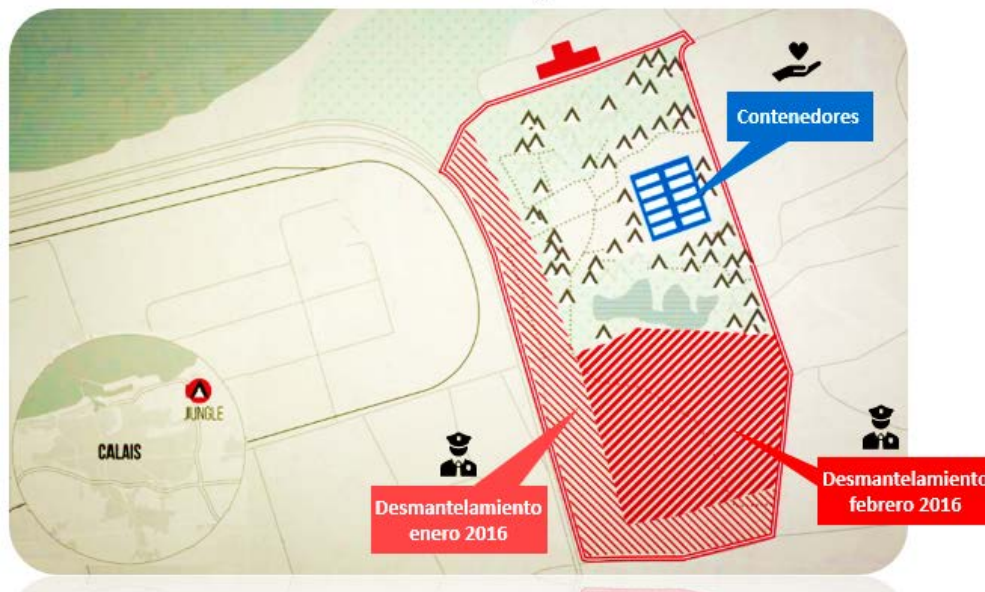 Contenedores
JUNGLE
CALAIS
Desmantelamiento
enero 2016
Desmantelamiento
febrero 2016